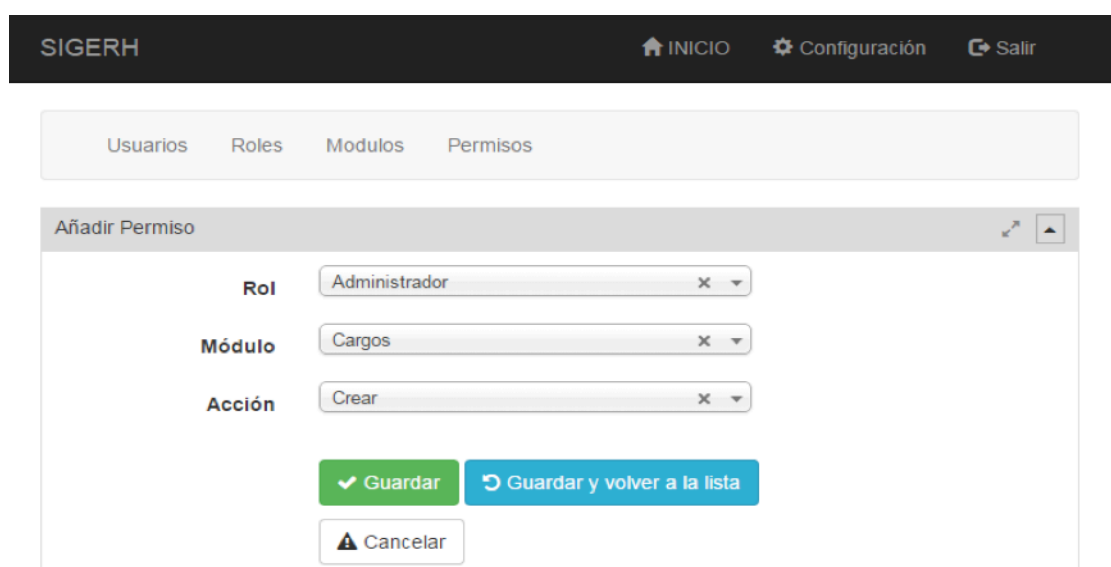 SIGERH INICIO Configuración Salir
Usuarios Roles Modulos Permisos
Añadir Permiso
Rol Administrador
Módulo Cargos
Acción Crear
Guardar Guardar y volver a la lista
Cancelar